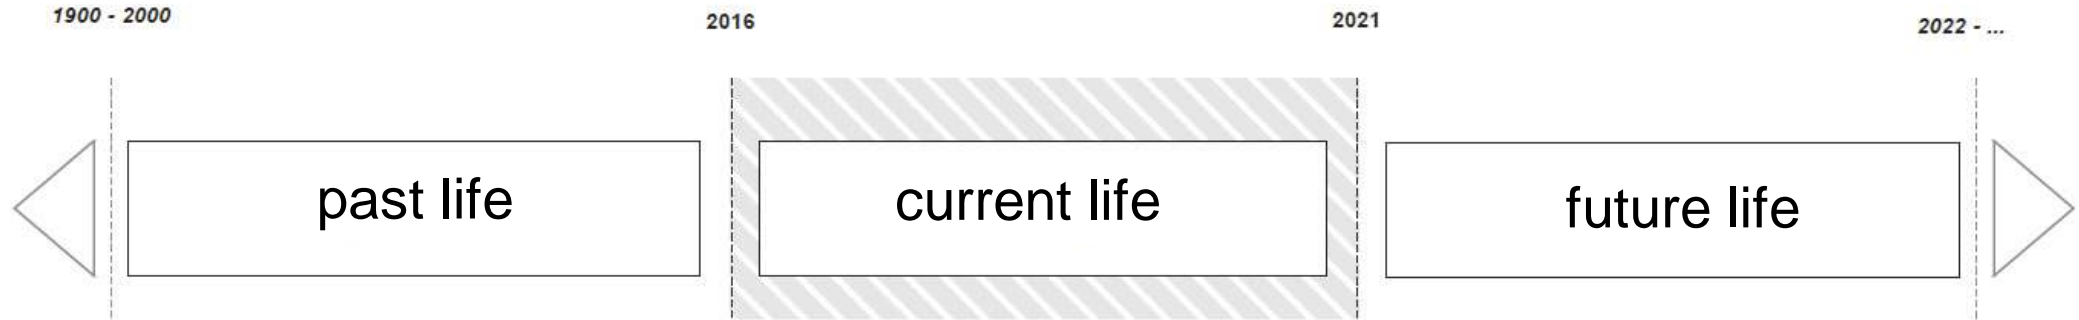 1900 - 2000
2016
2021
2022 - ...
past life
current life
future life